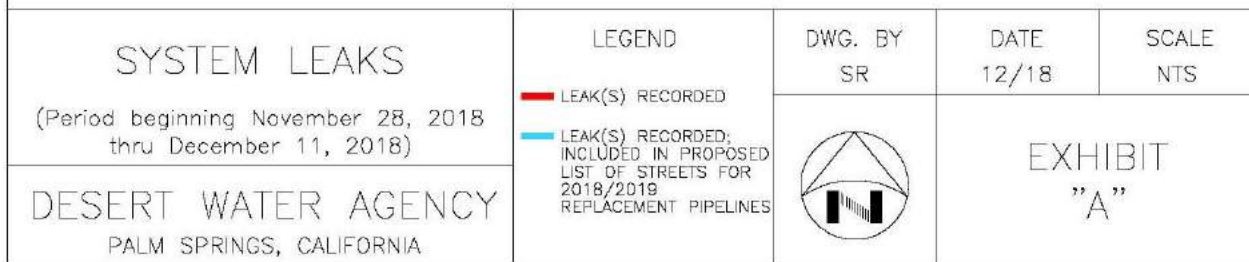 SYSTEM LEAKS
(Period beginning November 28, 2018
thru December 11, 2018)
DESERT WATER AGENCY
PALM SPRINGS, CALIFORNIA
LEGEND
LEAK(S) RECORDED
LEAK(S) RECORDED;
INCLUDED IN PROPOSED
LIST OF STREETS FOR
2018/2019
REPLACEMENT PIPELINES
DWG. BY
SR
DATE
12/18
SCALE
NTS
N
EXHIBIT
"A"